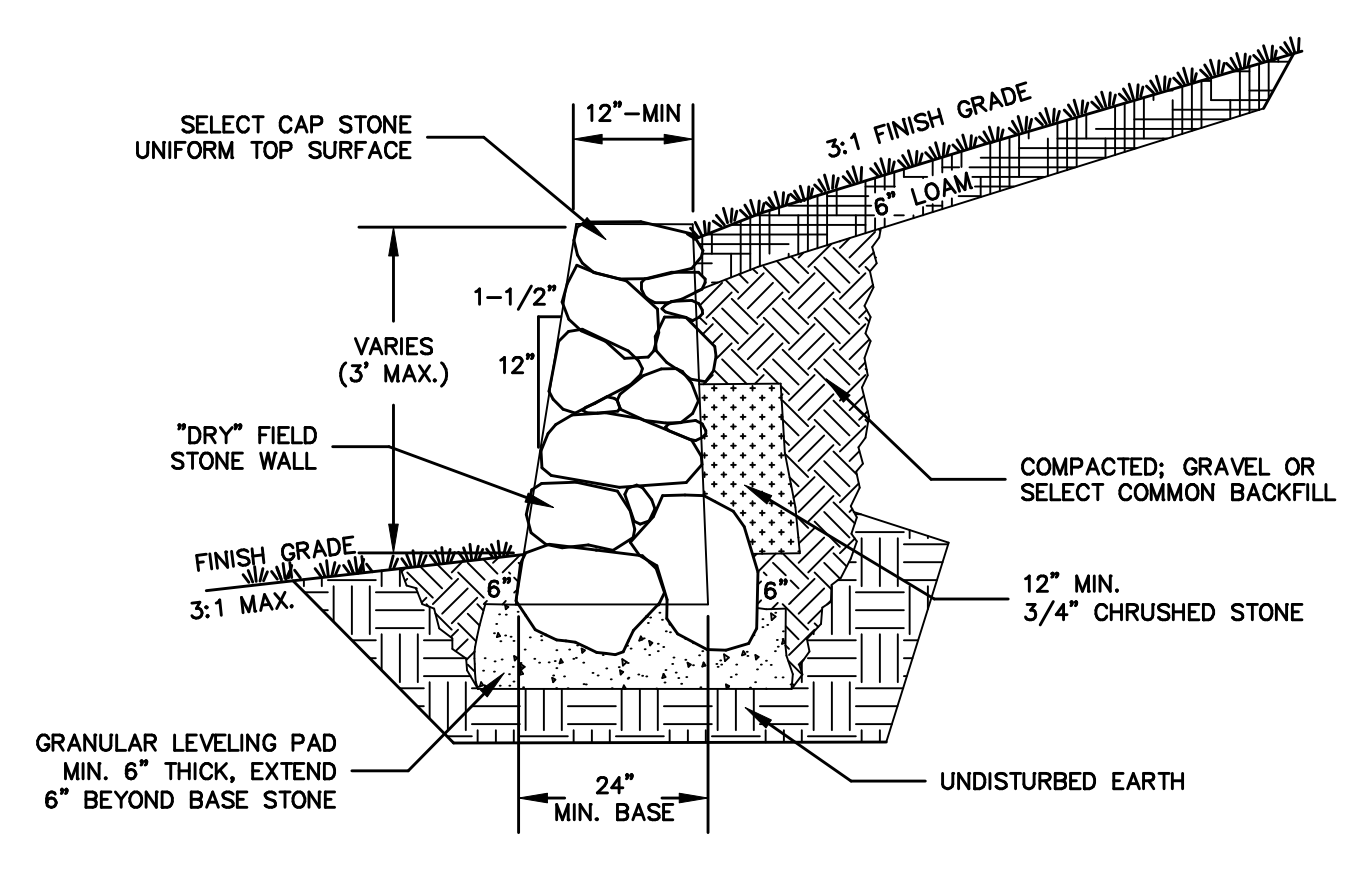 12"-MIN
SELECT CAP STONE
UNIFORM TOP SURFACE
3:1 FINISH GRADE
6" LOAM
1-1/2"
12"
VARIES
(3' MAX.)
"DRY" FIELD
STONE WALL
COMPACTED; GRAVEL OR
SELECT COMMON BACKFILL
FINISH GRADE
3:1 MAX.
6"
6"
12" MIN.
3/4" CHRUSHED STONE
GRANULAR LEVELING PAD
MIN. 6" THICK, EXTEND
6" BEYOND BASE STONE
24"
MIN. BASE
UNDISTURBED EARTH